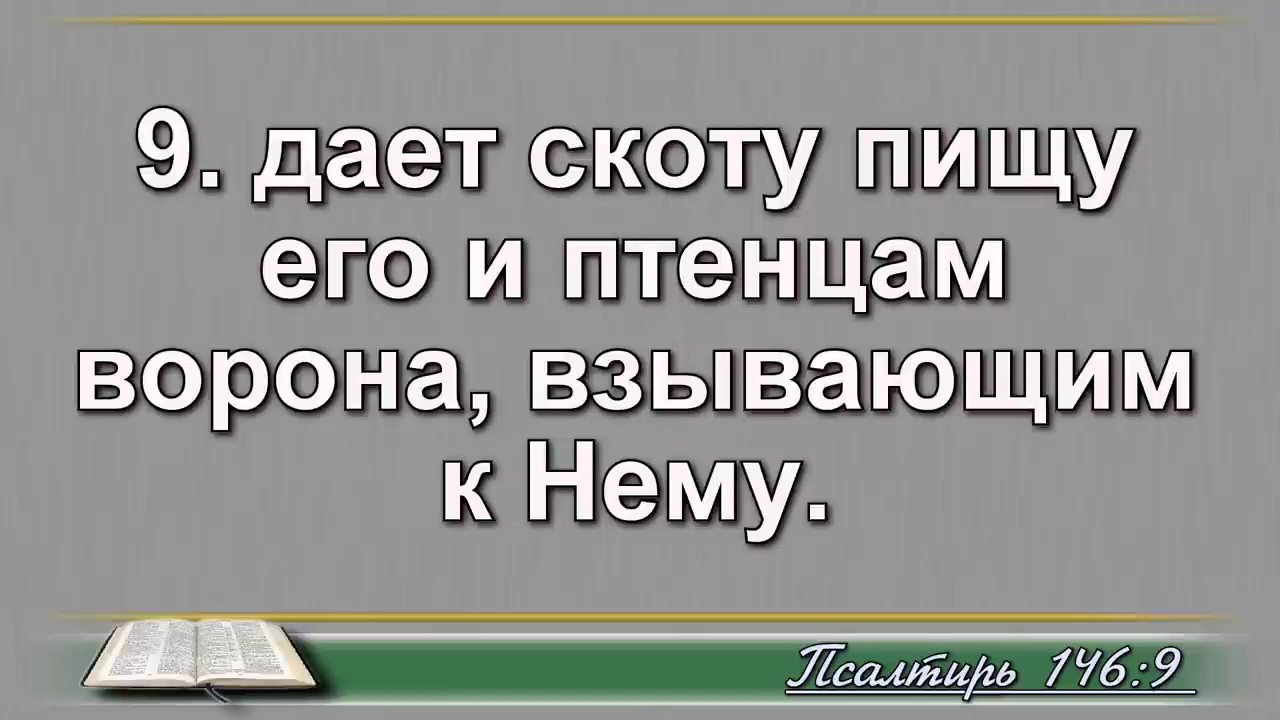 9. дает скоту пищу
его и птенцам
ворона, взывающим
к Нему.
Псалтирь 146:9